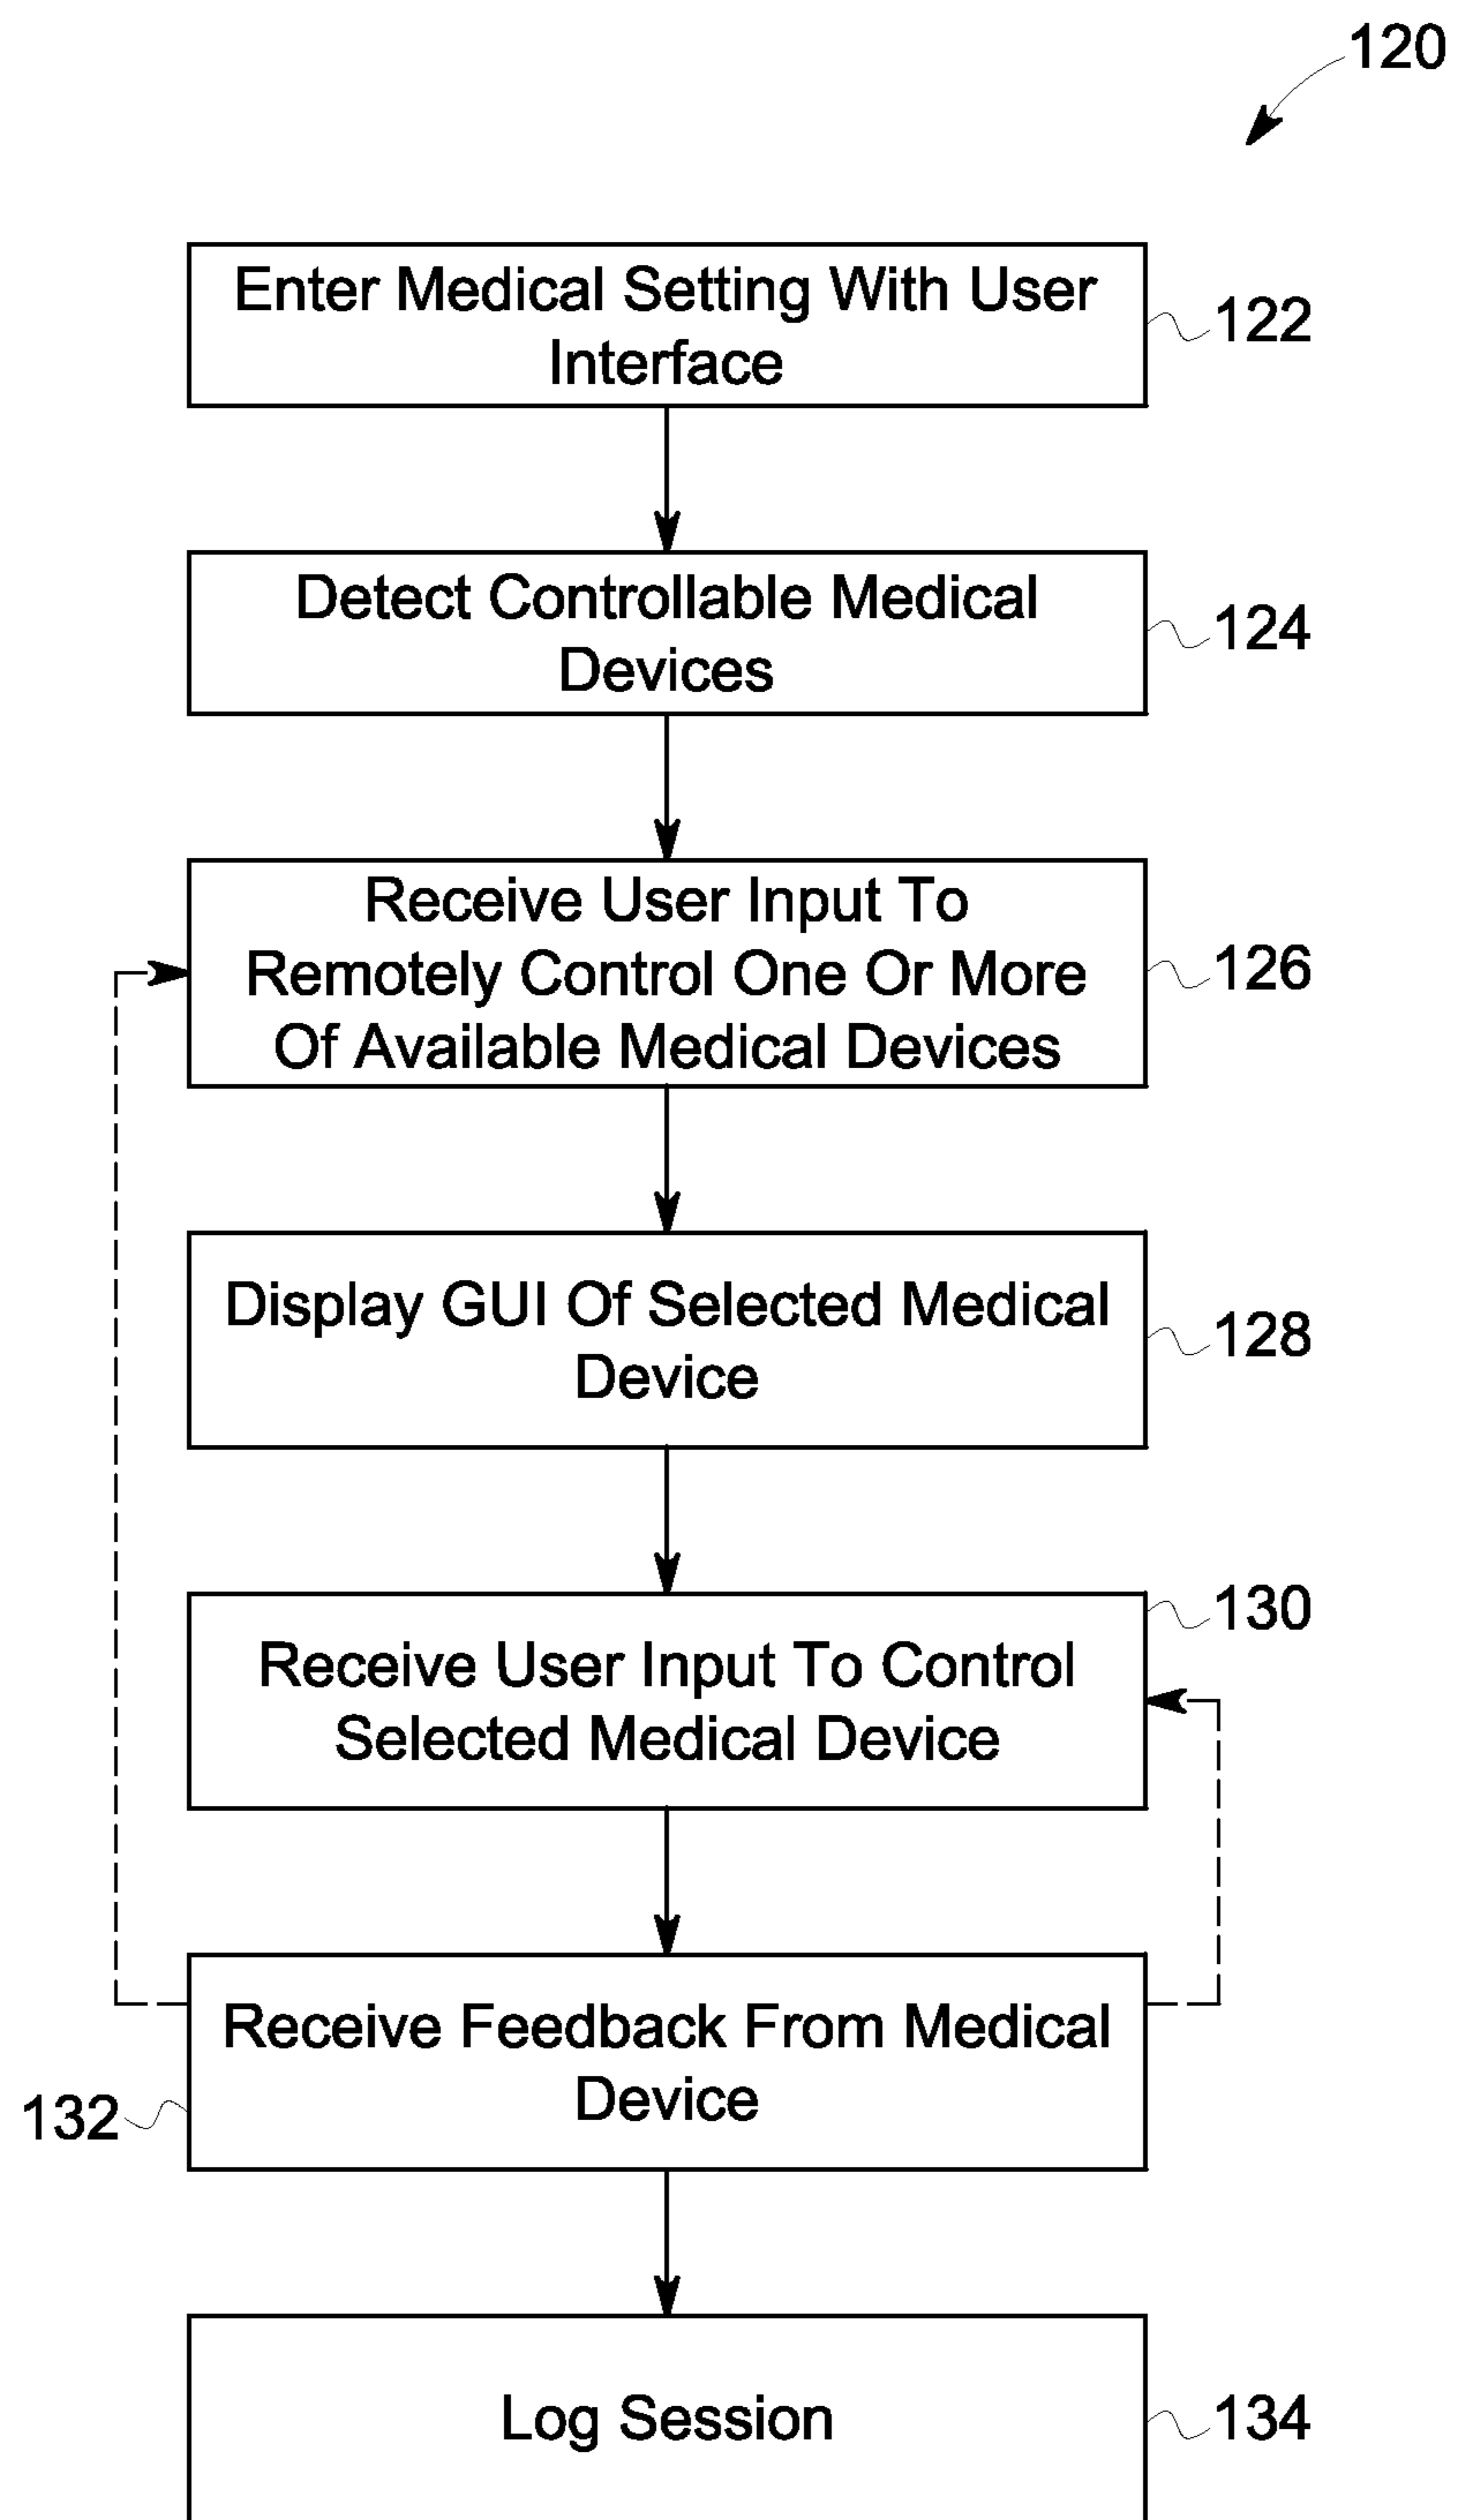 120
Enter Medical Setting With User
Interface
122
Detect Controllable Medical
Devices
124
Receive User Input To
Remotely Control One Or More
Of Available Medical Devices
126
Display GUI Of Selected Medical
Device
128
130
Receive User Input To Control
Selected Medical Device
Receive Feedback From Medical
Device
132
Log Session
134